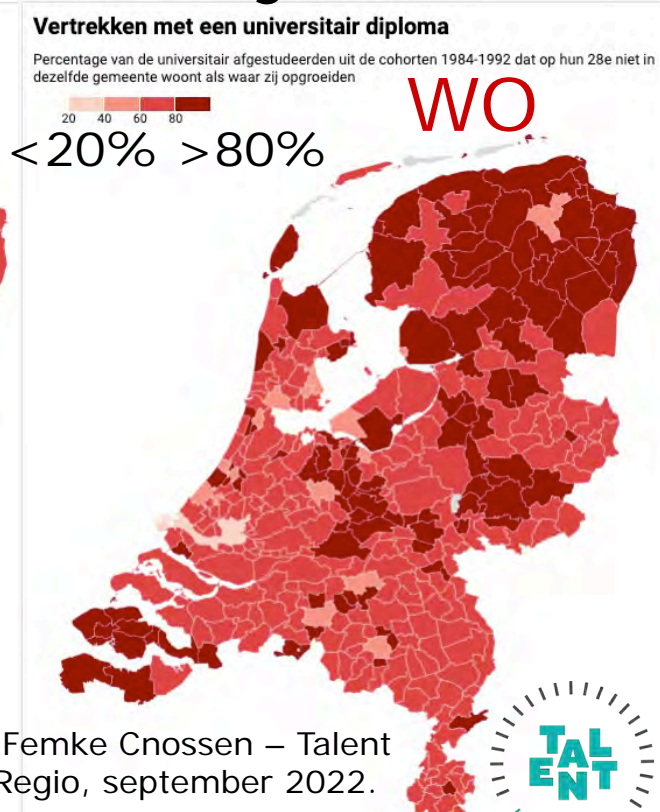 Vertrekken met een universitair diploma
Percentage van de universitair afgestudeerden uit de cohorten 1984-1992 dat op hun 28e niet in
dezelfde gemeente woont als waar zij opgroeiden
WO
20 40 60 80
<20% >80%
Femke Cnossen – Talent
Regio, september 2022.
TAL
ENT